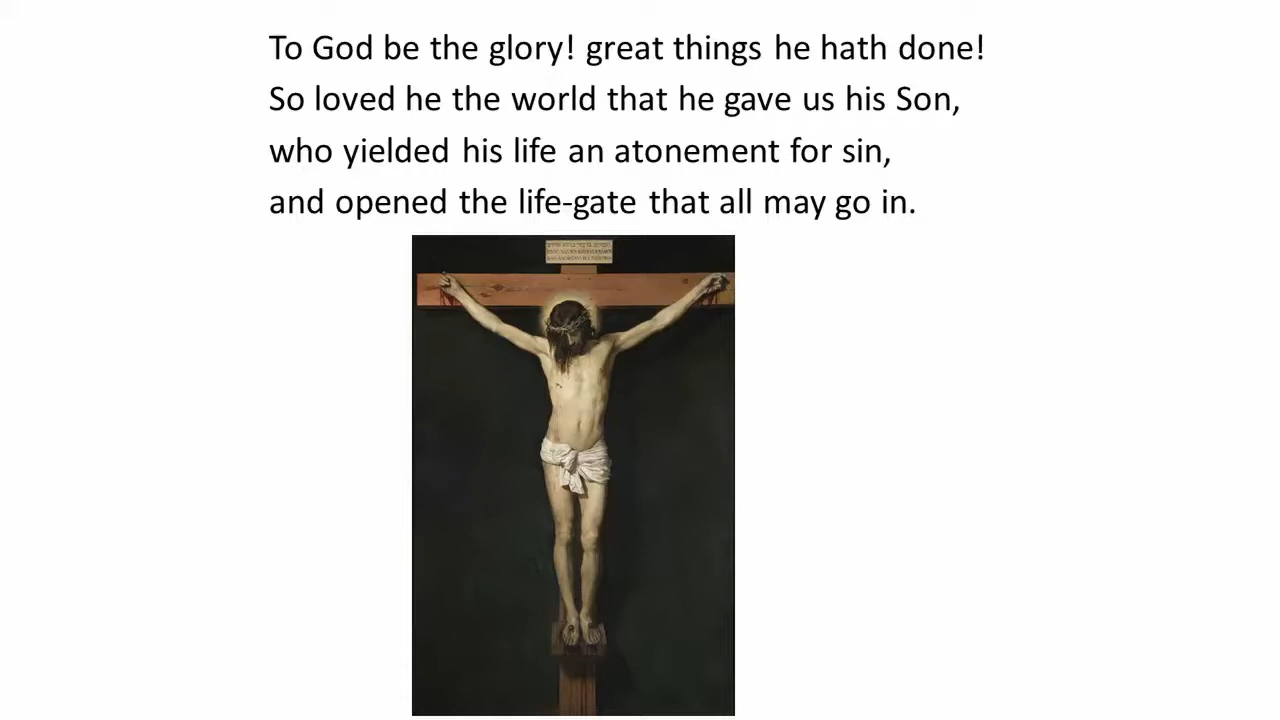 To God be the glory! great things he hath done!
So loved he the world that he gave us his Son,
who yielded his life an atonement for sin,
and opened the life-gate that all may go in.